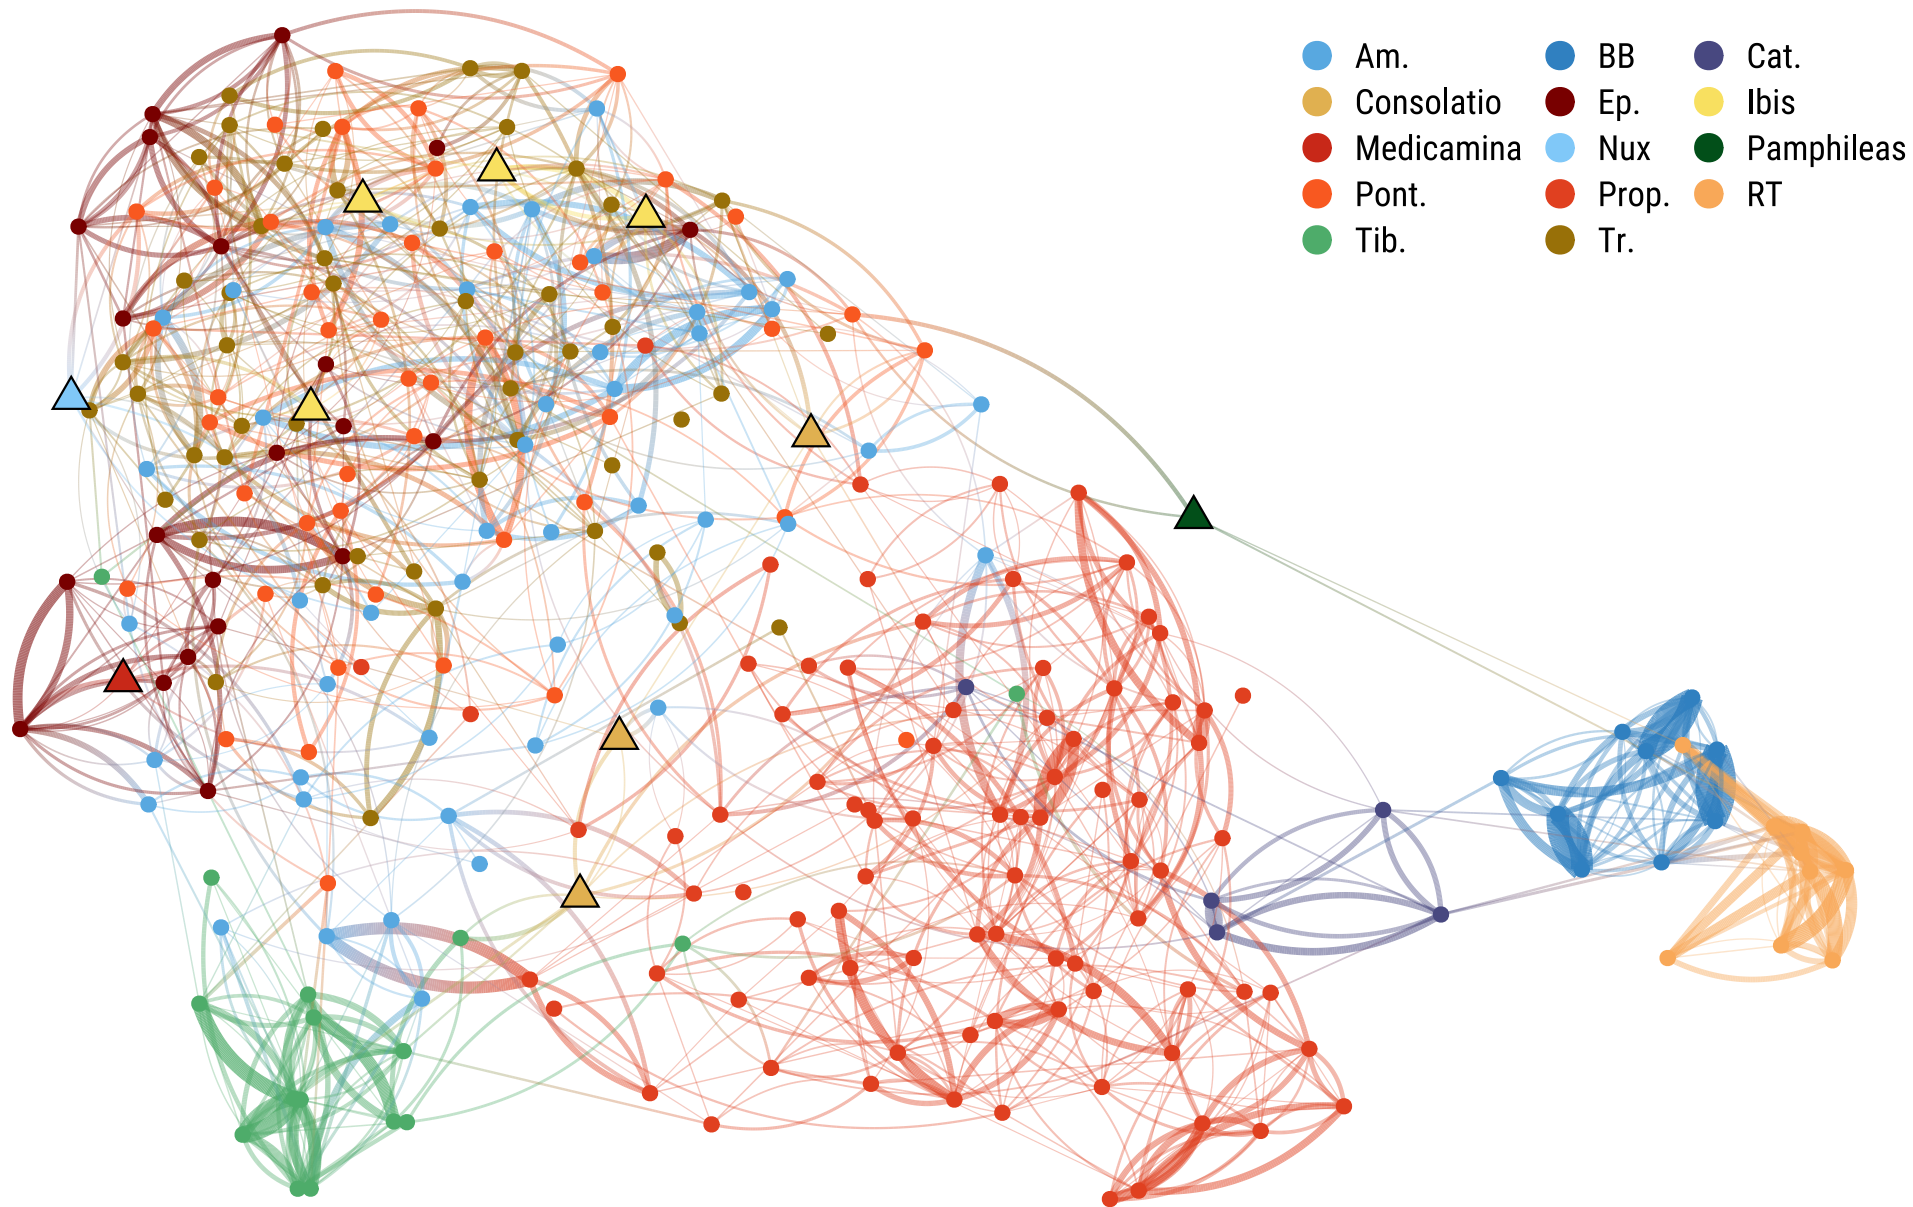 Am. BB Cat.
Consolatio Ep. Ibis
Medicamina Nux Pamphileas
Pont. Prop. RT
Tib. Tr.